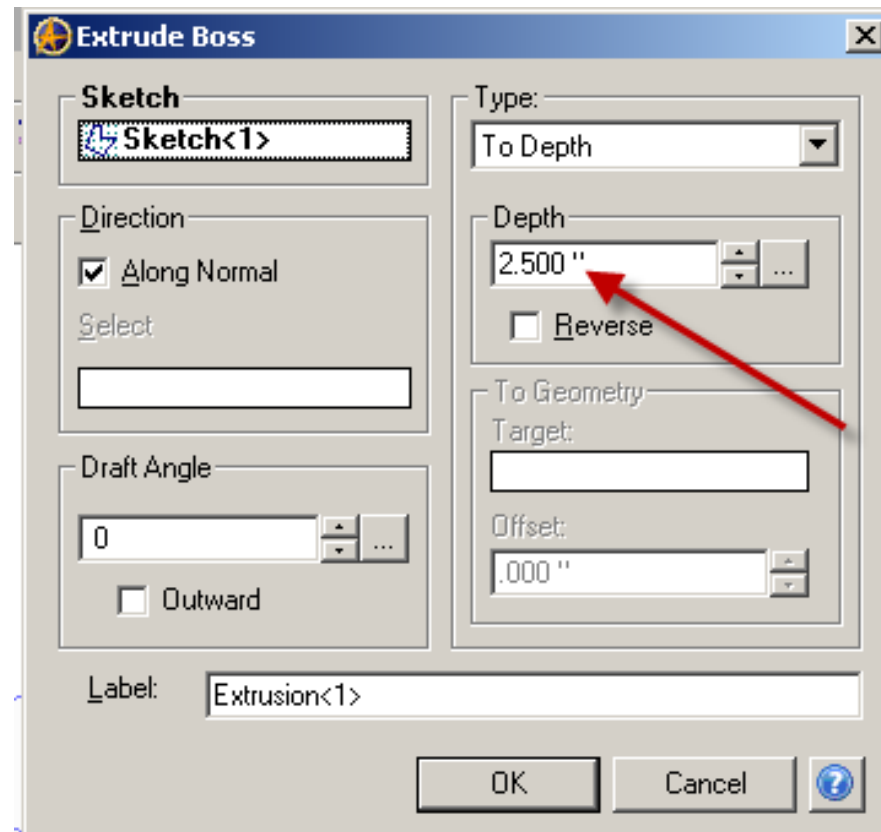 Extrude Boss
Sketch
Sketch<1>
Direction
Along Normal
Select
Draft Angle
0
...
Outward
Type:
To Depth
Depth
2.500 "
...
Reverse
To Geometry
Target:
Offset:
.000 "
Label:
Extrusion<1>
OK
Cancel
?